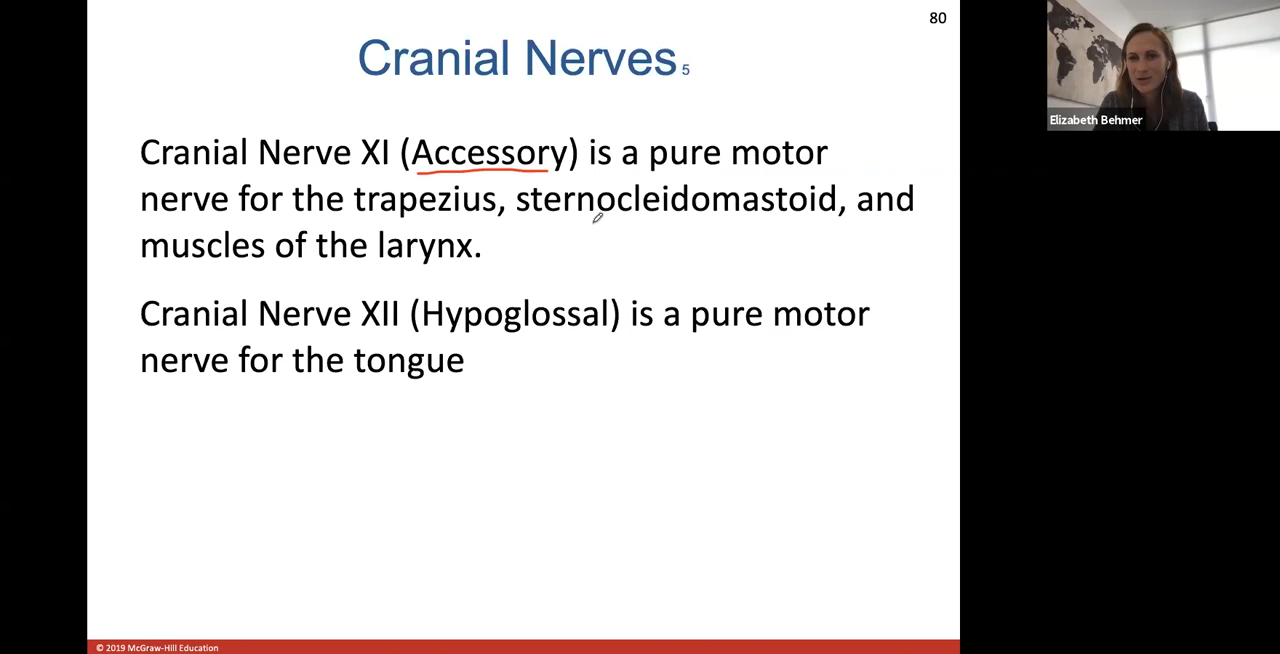 80
Cranial Nerves 5
Elizabeth Behmer
Cranial Nerve XI (Accessory) is a pure motor
nerve for the trapezius, sternocleidomastoid, and
muscles of the larynx.
Cranial Nerve XII (Hypoglossal) is a pure motor
nerve for the tongue
© 2019 McGraw-Hill Education